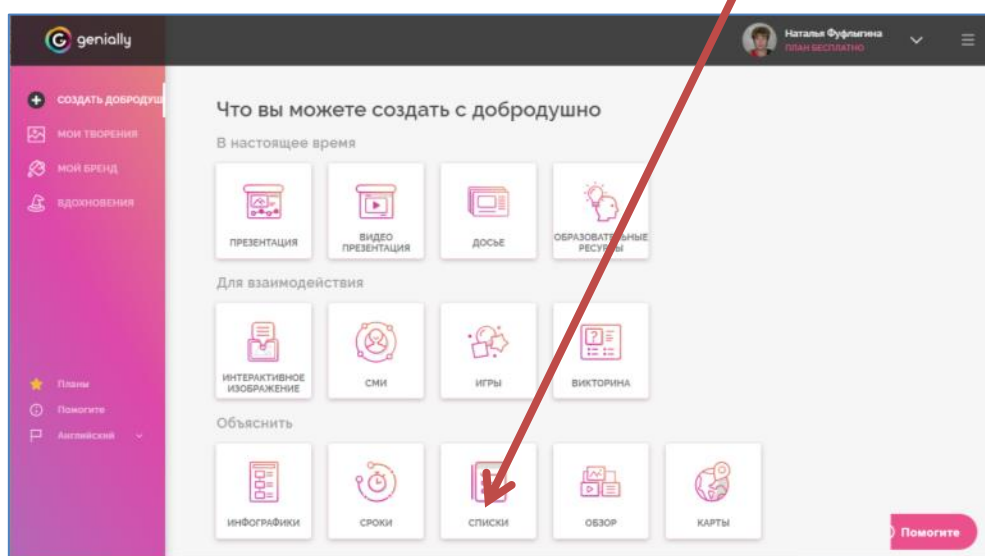 genially
Наталья Фуфлыгина
ПЛАН БЕСПЛАТНО
СОЗДАТЬ ДОБРОДУШ
МОИ ТВОРЕНИЯ
МОЙ БРЕНД
ВДОХНОВЕНИЯ
Планы
Помогите
Английский
Что вы можете создать с добродушно
В настоящее время
ПРЕЗЕНТАЦИЯ
ВИДЕО
ПРЕЗЕНТАЦИЯ
ДОСЬЕ
ОБРАЗОВАТЕЛЬНЫЕ
РЕСУРСЫ
Для взаимодействия
ИНТЕРАКТИВНОЕ
ИЗОБРАЖЕНИЕ
СМИ
ИГРЫ
ВИКТОРИНА
Объяснить
ИНФОГРАФИКИ
СРОКИ
СПИСКИ
ОБЗОР
КАРТЫ
Помогите